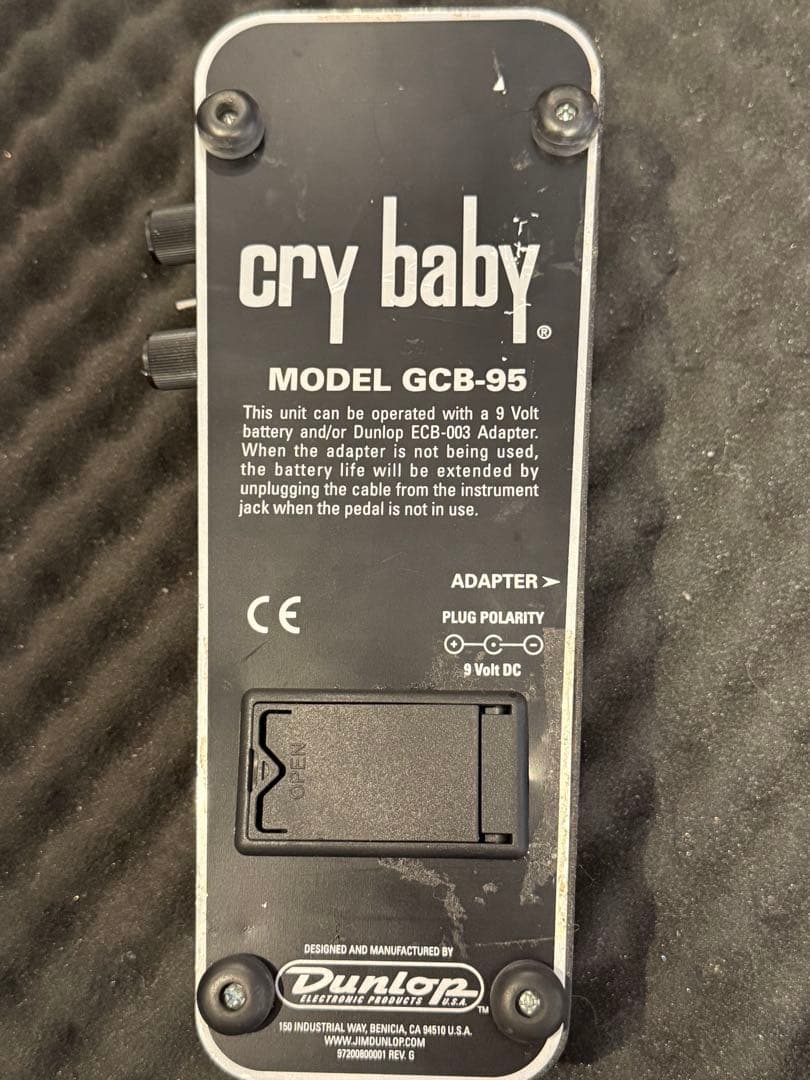 cry baby®
MODEL GCB-95
This unit can be operated with a 9 Volt
battery and/or Dunlop ECB-003 Adapter.
When the adapter is not being used,
the battery life will be extended by
unplugging the cable from the instrument
jack when the pedal is not in use.
ADAPTER ➤
CE
PLUG POLARITY
+ -
9 Volt DC
OPEN
DESIGNED AND MANUFACTURED BY
Dunlop™
ELECTRONIC PRODUCTS U.S.A.
150 INDUSTRIAL WAY, BENICIA, CA 94510 U.S.A.
WWW.JIMDUNLOP.COM
97200800001 REV. G